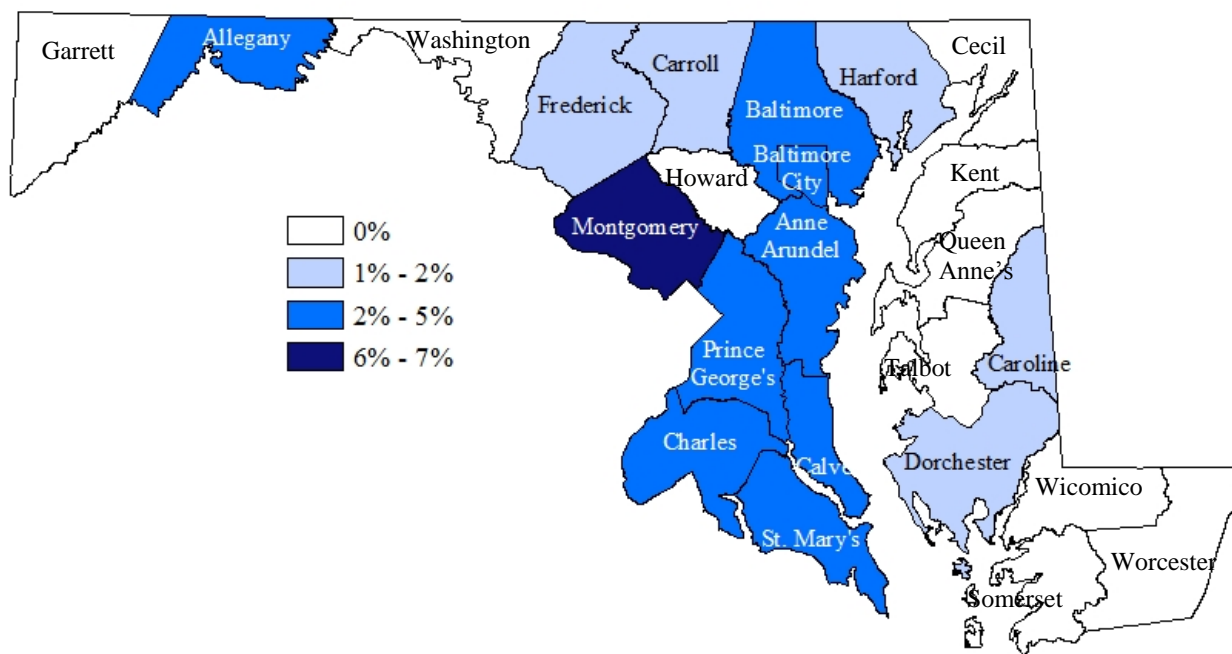 Garrett
Allegany
Washington
Frederick
Carroll
Baltimore
Harford
Cecil
Baltimore
City
Howard
Kent
Montgomery
Anne
Arundel
Queen
Anne's
0%
1% - 2%
2% - 5%
6% - 7%
Prince
George's
Talbot
Caroline
Charles
Calve
Dorchester
Wicomico
St. Mary's
Worcester
Somerset